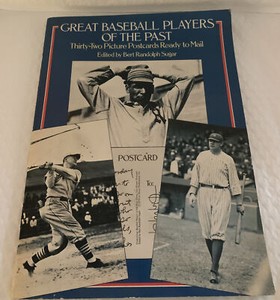 GREAT BASEBALL PLAYERS
OF THE PAST
Thirty-Two Picture Postcards Ready to Mail
Edited by Bert Randolph Sugar
POSTCARD